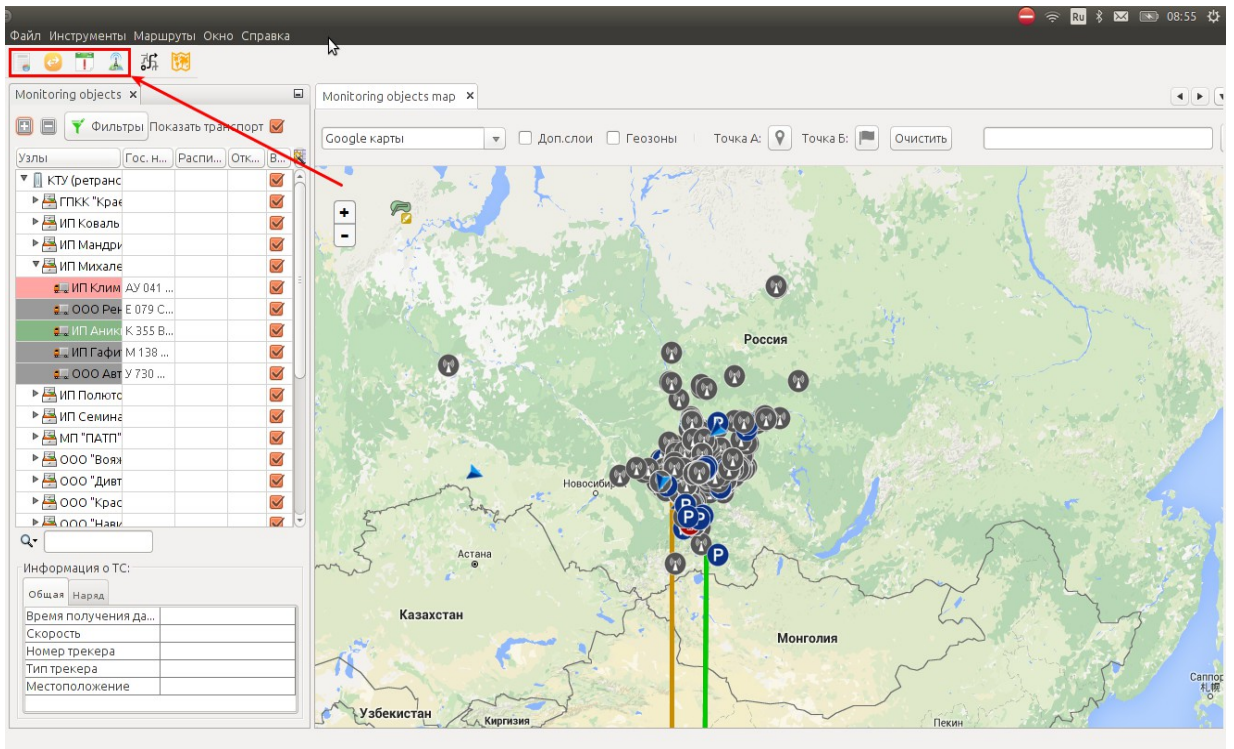 Ru 08:55
Файл Инструменты Маршруты Окно Справка
Monitoring objects x
Фильтры Показать транспорт
Узлы Гос. н... Распи... Отк... В...
КТУ (ретранс
ГПКК "Крае
ИП Коваль
ИП Мандри
ИП Михале
ИП Клим АУ 041 ...
ООО Рен Е 079 С...
ИП Аники К 355 В...
ИП Гафи М 138 ...
ООО Авт У 730 ...
ИП Полюто
ИП Семина
МП "ПАТП"
ООО "Вояж
ООО "Дивт
ООО "Крас
ООО "Нави
Информация о ТС:
Общая Наряд
Время получения да...
Скорость
Номер трекера
Тип трекера
Местоположение
Monitoring objects map x
Google карты Доп.слои Геозоны Точка А: Точка Б: Очистить
+
-
Россия
P
Новосиби
P P
P
Астана
Казахстан
Монголия
Саппор
札幌
Узбекистан
Киргизия
Пекин